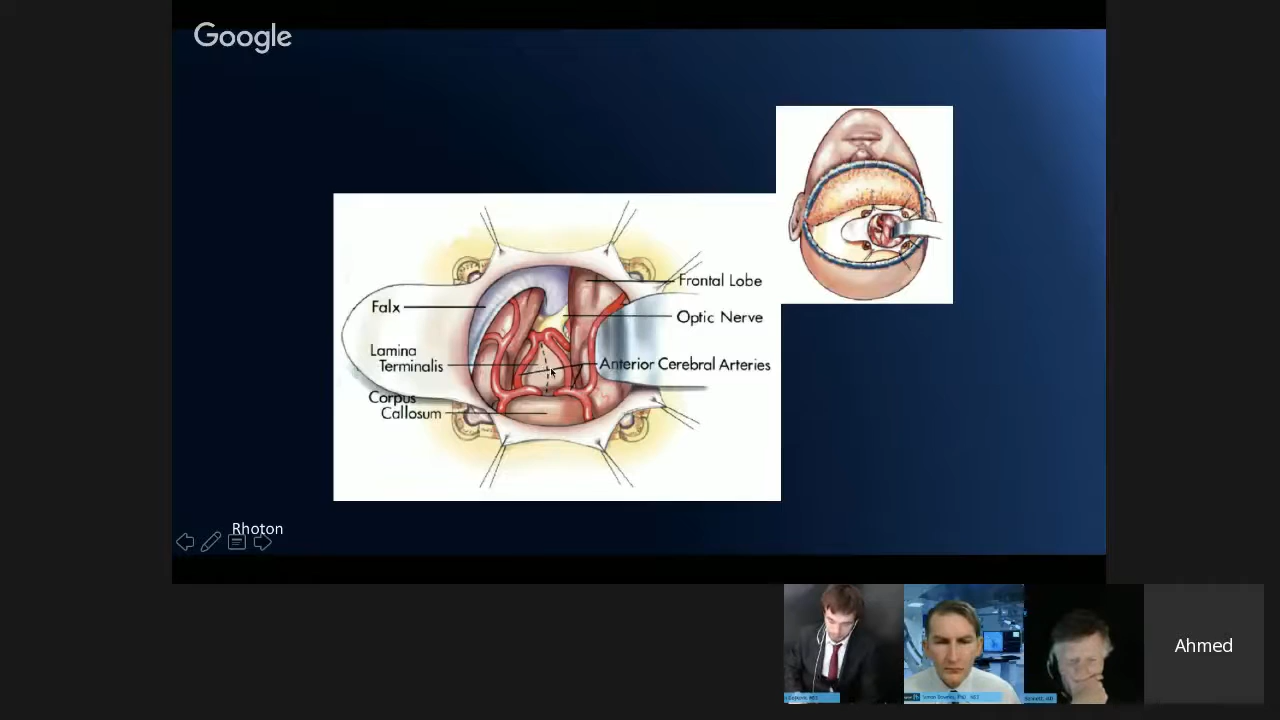 Google
Frontal Lobe
Falx
Optic Nerve
Lamina
Terminalis
Anterior Cerebral Arteries
Corpus
Callosum
Rhoton
Ahmed